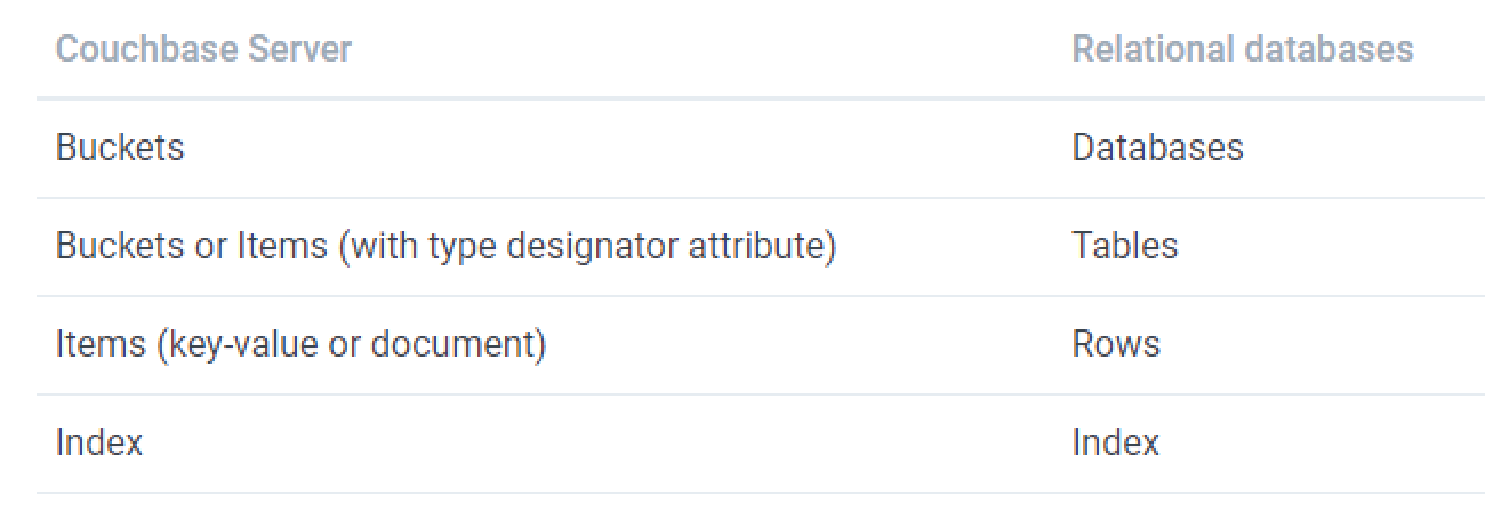 Couchbase Server Relational databases
Buckets Databases
Buckets or Items (with type designator attribute) Tables
Items (key-value or document) Rows
Index Index